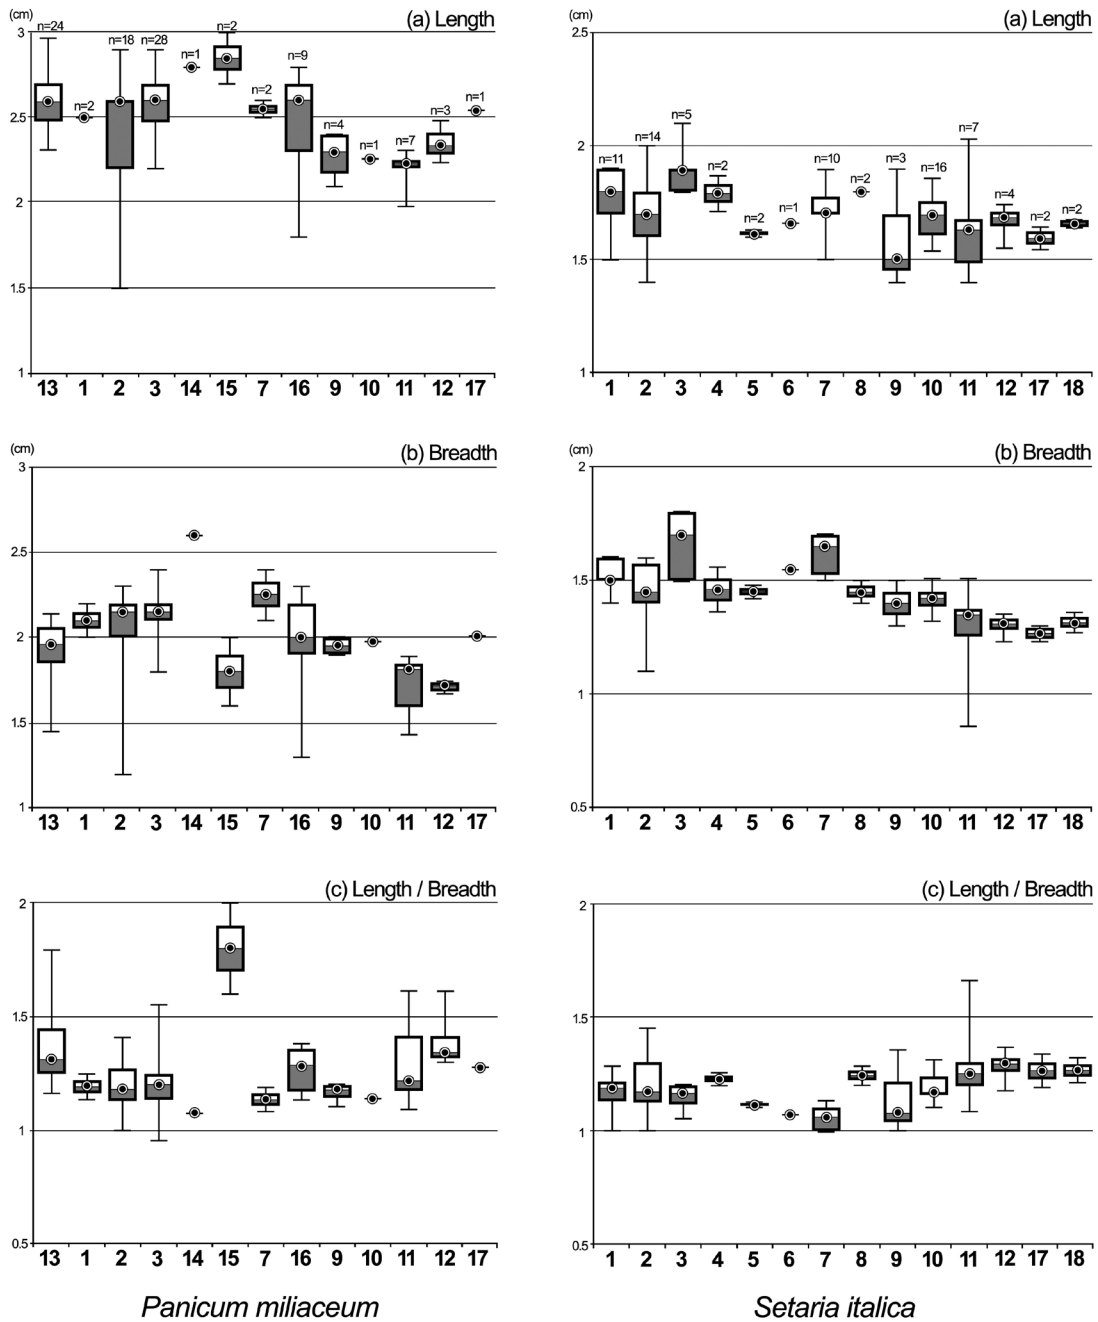 (cm)
(a) Length
3
2.5
2
1.5
1
n=24
n=2
n=18
n=28
n=1
n=2
n=2
n=9
n=4
n=1
n=7
n=3
n=1
13 1 2 3 14 15 7 16 9 10 11 12 17
(cm)
(a) Length
2.5
2
1.5
1
n=11
n=14
n=5
n=2
n=2
n=1
n=10
n=2
n=3
n=16
n=7
n=4
n=2
n=2
1 2 3 4 5 6 7 8 9 10 11 12 17 18
(cm)
(b) Breadth
3
2.5
2
1.5
1
13 1 2 3 14 15 7 16 9 10 11 12 17
(cm)
(b) Breadth
2
1.5
1
0.5
1 2 3 4 5 6 7 8 9 10 11 12 17 18
(c) Length / Breadth
2
1.5
1
0.5
13 1 2 3 14 15 7 16 9 10 11 12 17
Panicum miliaceum
(c) Length / Breadth
2
1.5
1
0.5
1 2 3 4 5 6 7 8 9 10 11 12 17 18
Setaria italica